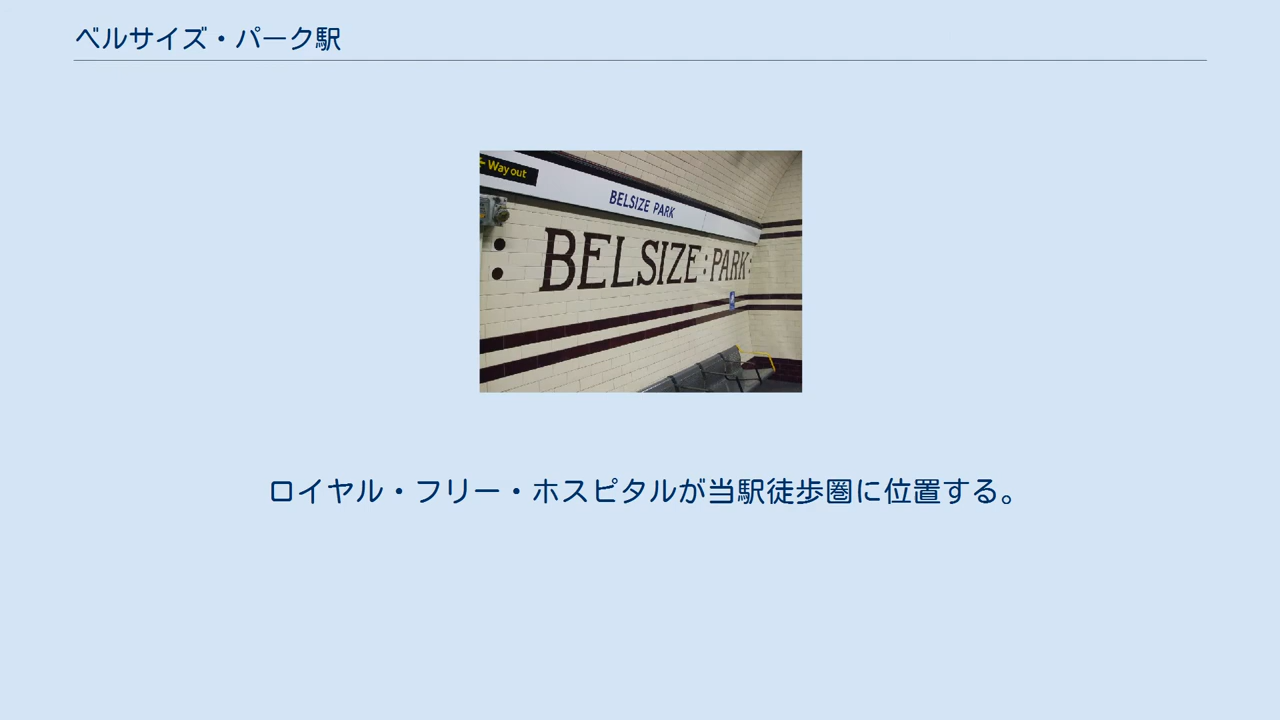 ベルサイズ・パーク駅
← Way out
BELSIZE PARK
: BELSIZE : PARK :
ロイヤル・フリー・ホスピタルが当駅徒歩圏に位置する。